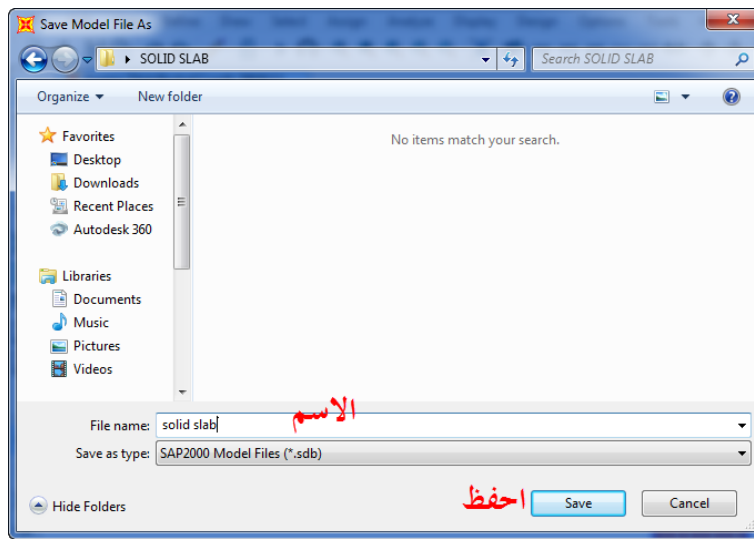 Save Model File As
SOLID SLAB
Search SOLID SLAB
Organize
New folder
Favorites
Desktop
Downloads
Recent Places
Autodesk 360
Libraries
Documents
Music
Pictures
Videos
No items match your search.
الاسم
File name: solid slab
Save as type: SAP2000 Model Files (*.sdb)
Hide Folders
احفظ
Save
Cancel